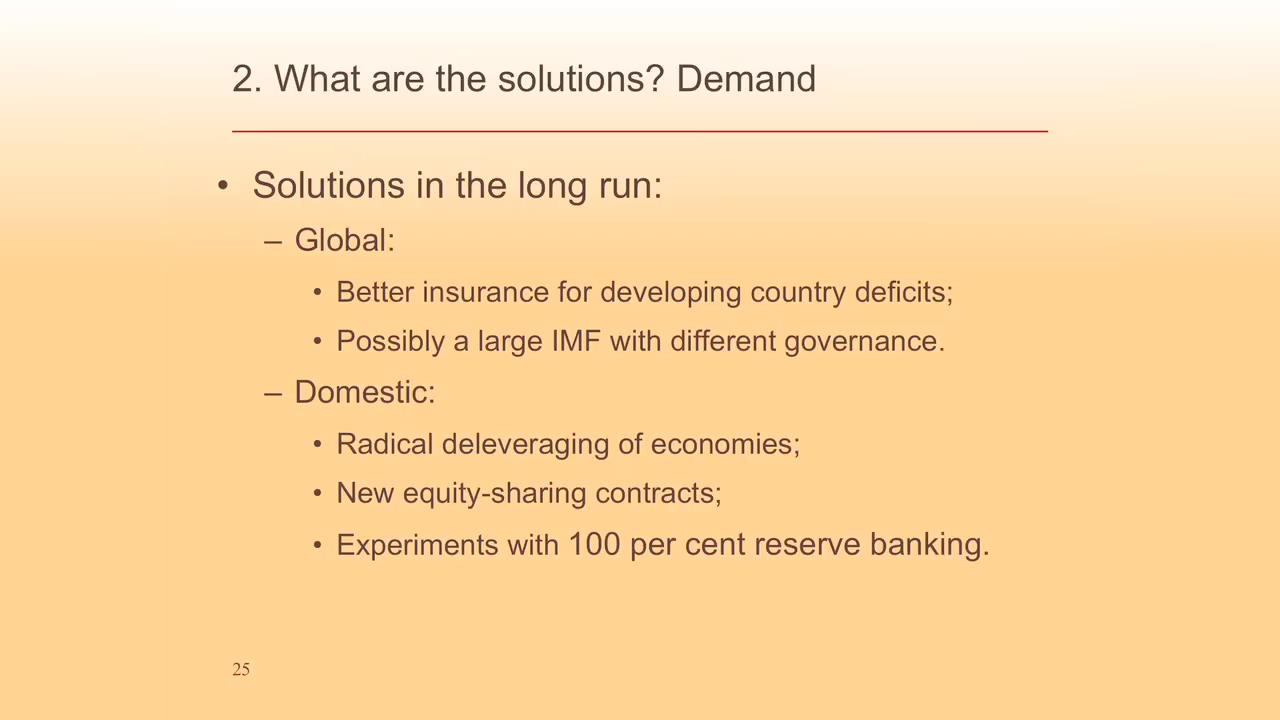 2. What are the solutions? Demand
• Solutions in the long run:
– Global:
• Better insurance for developing country deficits;
• Possibly a large IMF with different governance.
– Domestic:
• Radical deleveraging of economies;
• New equity-sharing contracts;
• Experiments with 100 per cent reserve banking.
25